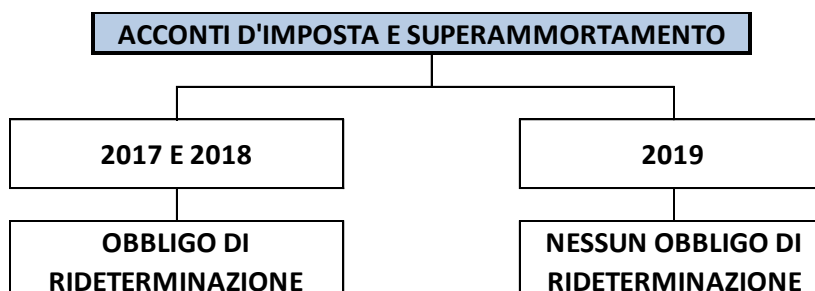 ACCONTI D'IMPOSTA E SUPERAMMORTAMENTO
2017 E 2018
2019
OBBLIGO DI
RIDETERMINAZIONE
NESSUN OBBLIGO DI
RIDETERMINAZIONE